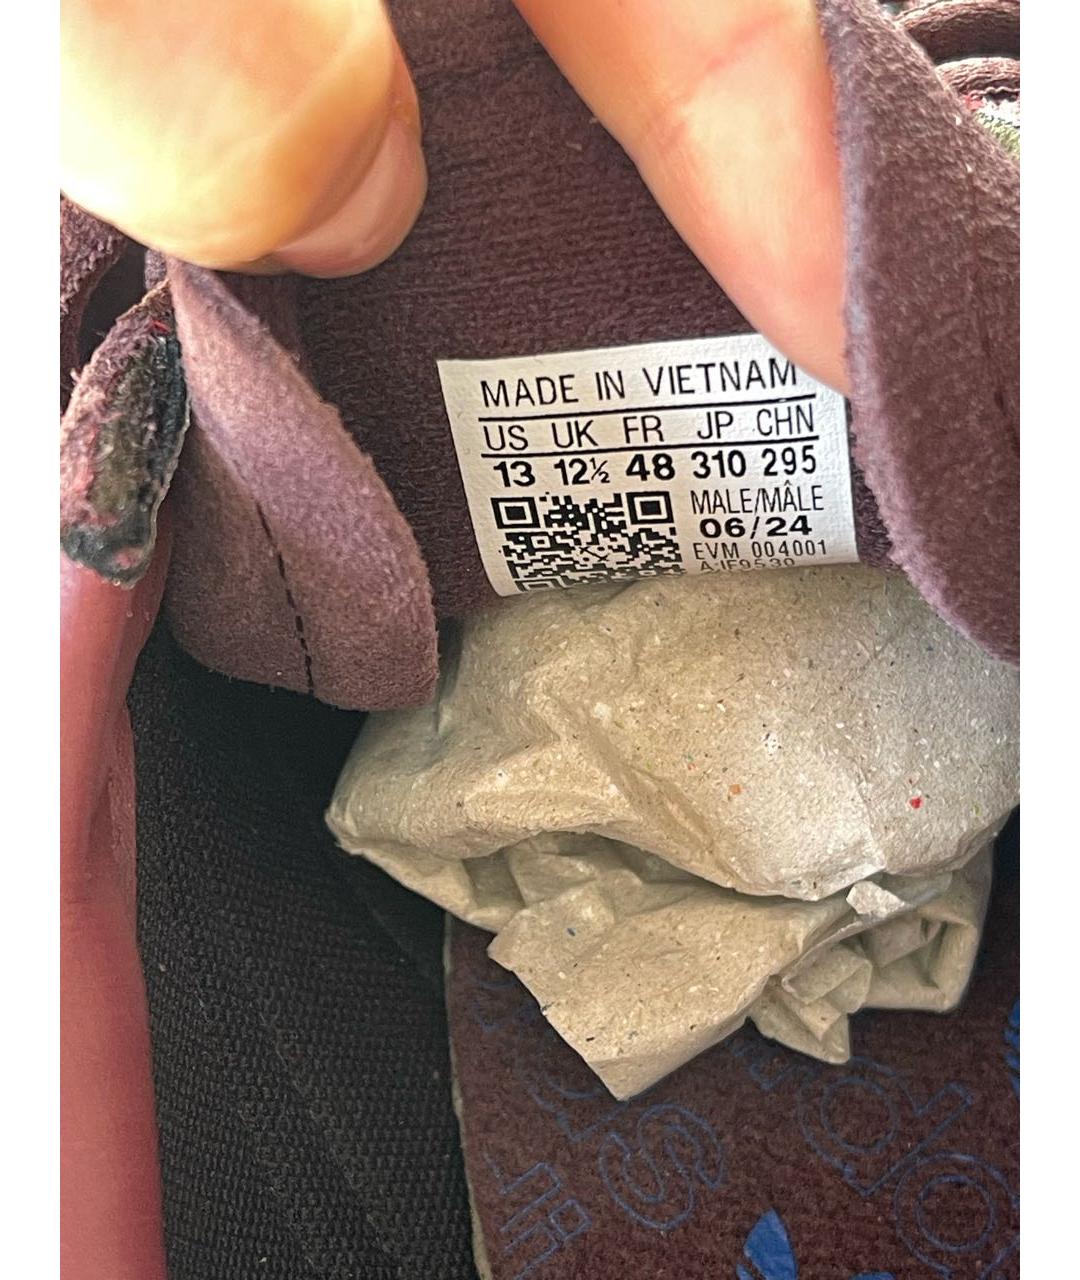 MADE IN VIETNAM
US UK FR JP CHN
13 12½ 48 310 295
MALE/MÂLE
06/24
EVM 004001
A:IF9530